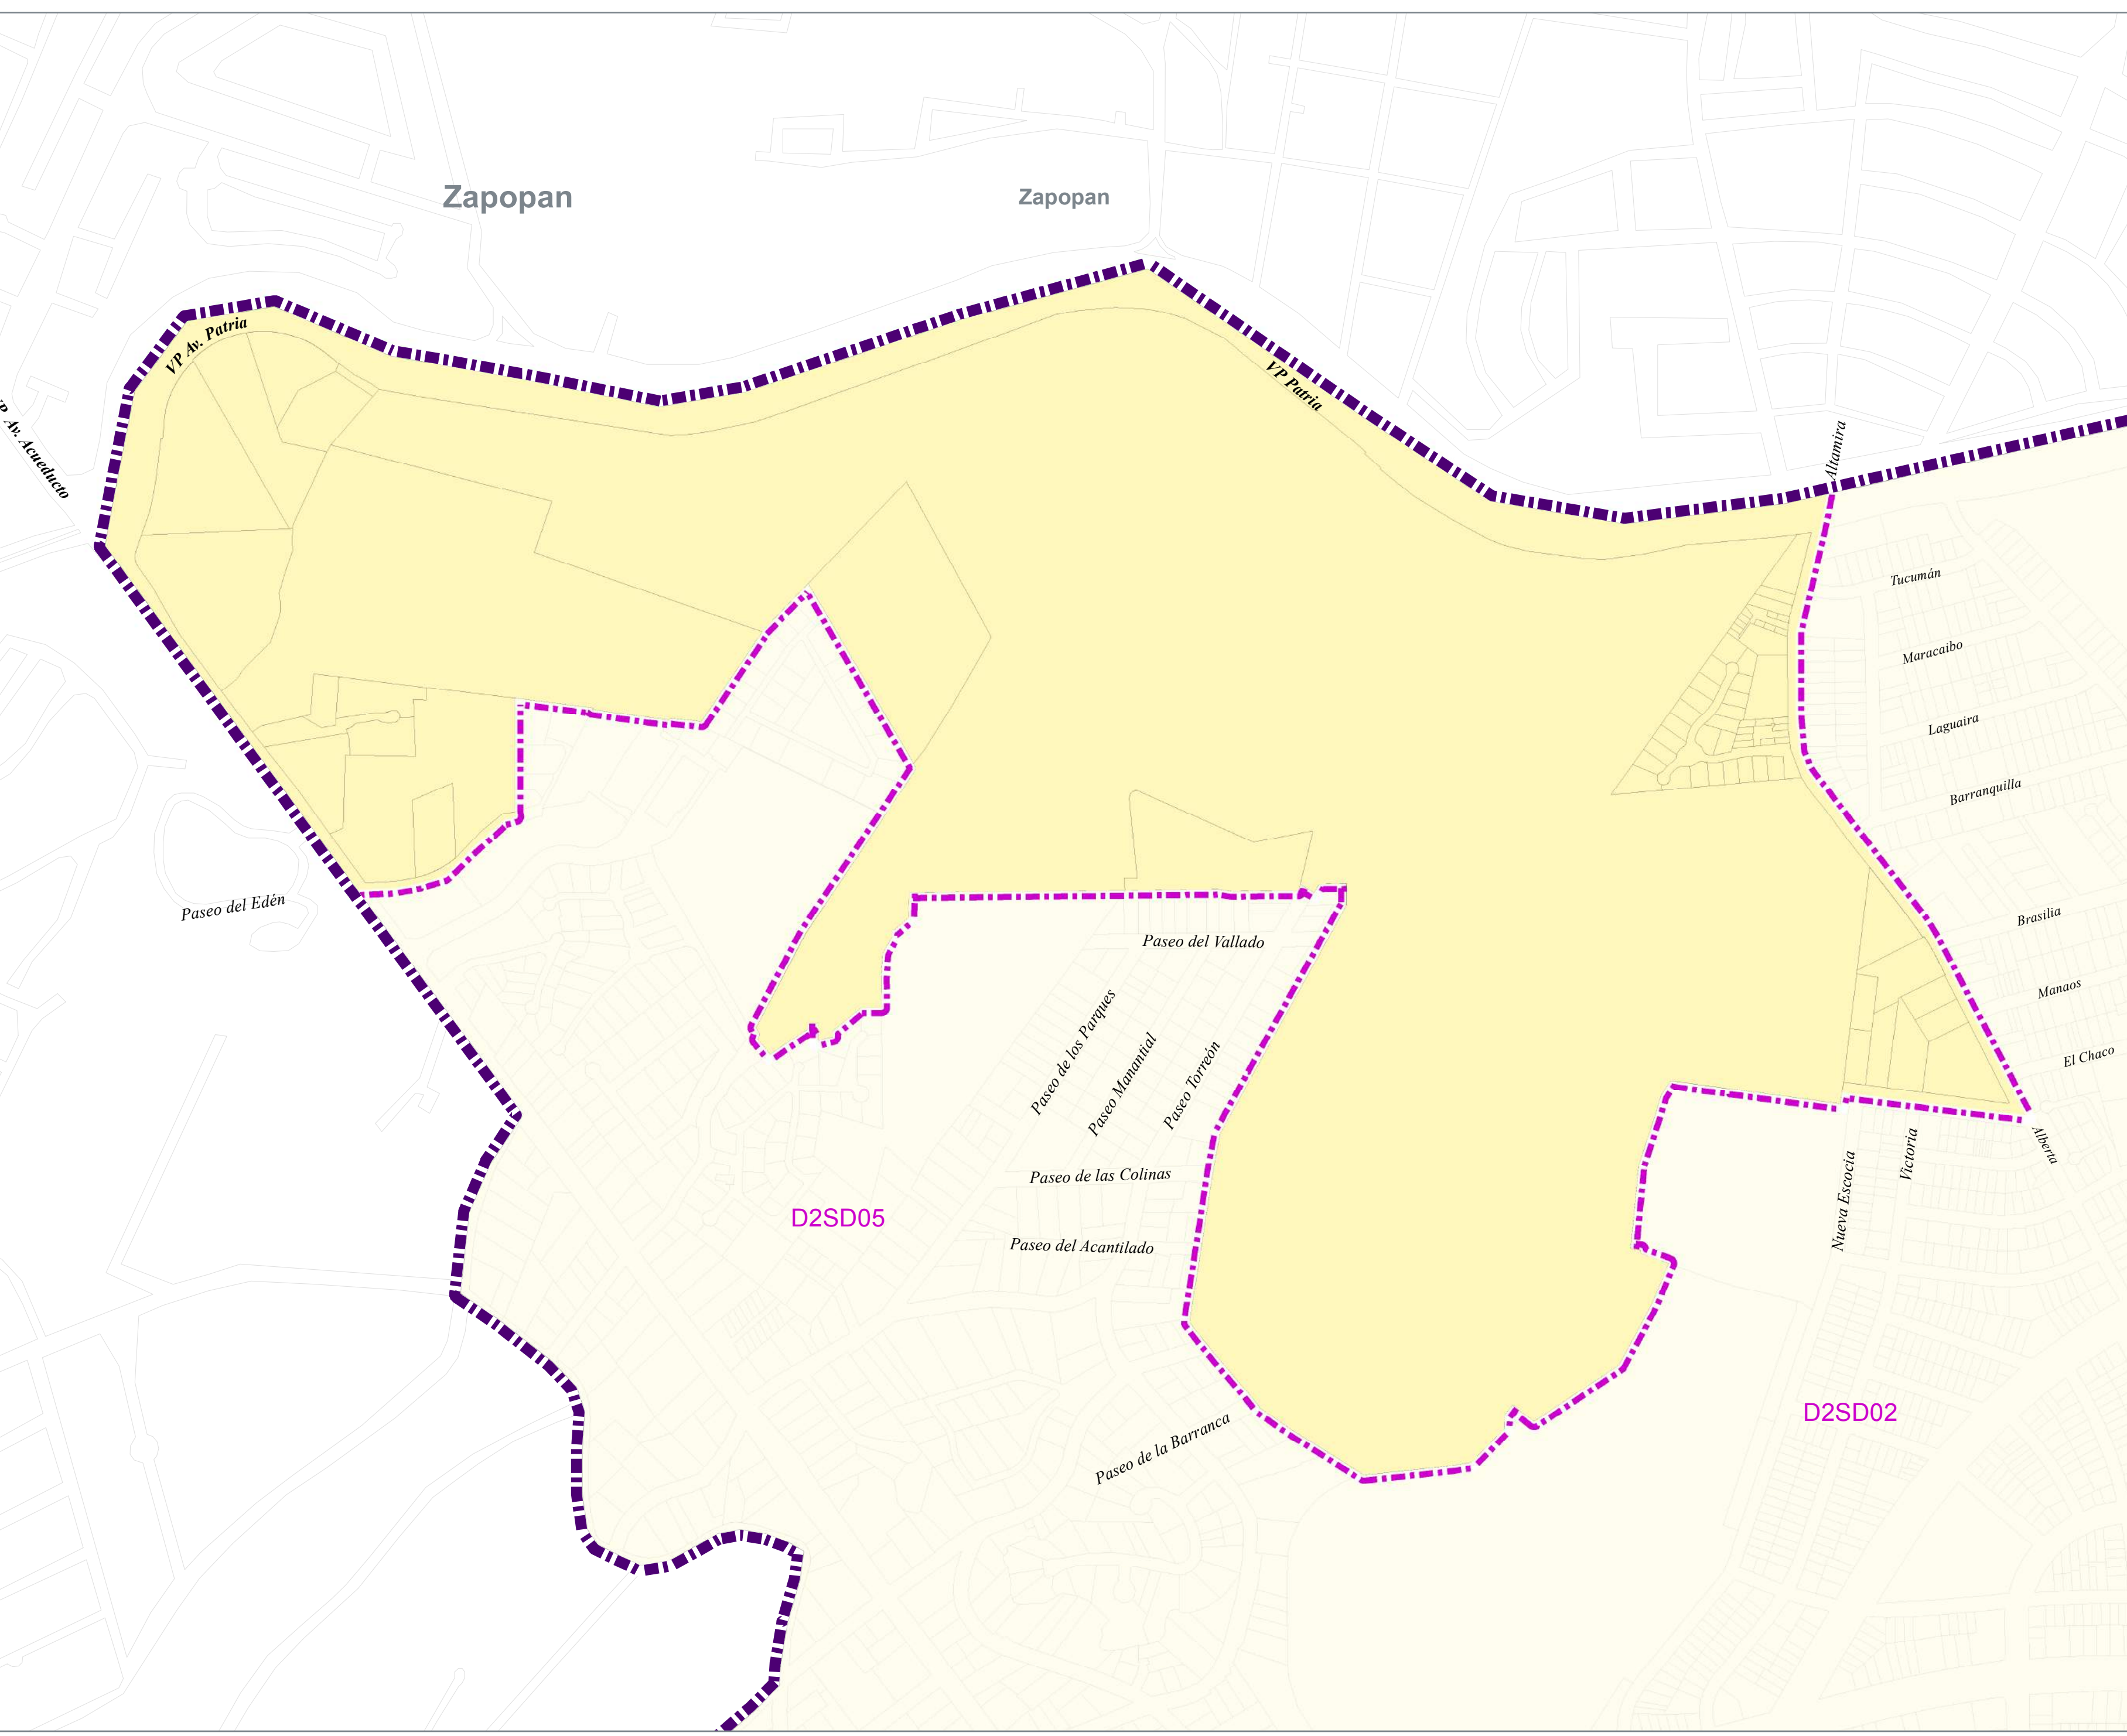 Zapopan
Zapopan
VP Av. Patria
VP Patria
P Av. Acueducto
Altamira
Tucumán
Maracaibo
Laguaira
Barranquilla
Paseo del Edén
Brasilia
Paseo del Vallado
Manaos
Paseo de los Parques
Paseo Manantial
Paseo Torreón
El Chaco
Alberta
Victoria
Nueva Escocia
Paseo de las Colinas
D2SD05
Paseo del Acantilado
D2SD02
Paseo de la Barranca